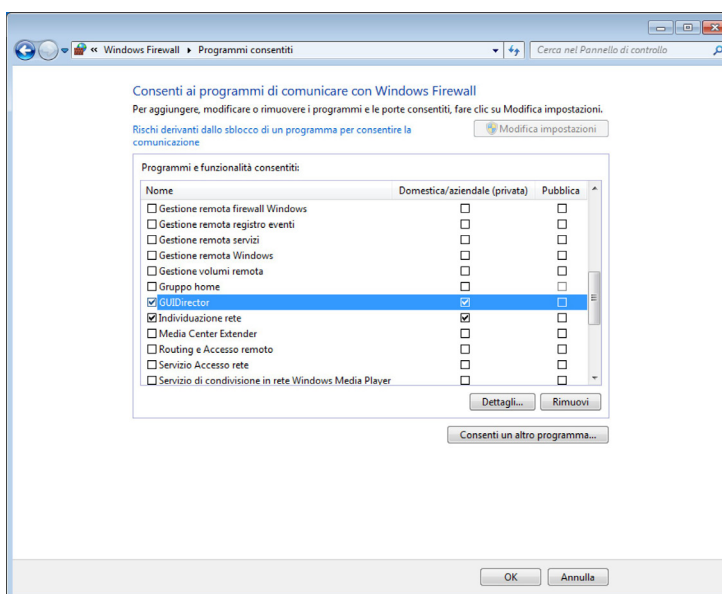 « Windows Firewall ▸ Programmi consentiti
Cerca nel Pannello di controllo
Consenti ai programmi di comunicare con Windows Firewall
Per aggiungere, modificare o rimuovere i programmi e le porte consentiti, fare clic su Modifica impostazioni.
Rischi derivanti dallo sblocco di un programma per consentire la
comunicazione
Modifica impostazioni
Programmi e funzionalità consentiti:
Nome Domestica/aziendale (privata) Pubblica
Gestione remota firewall Windows
Gestione remota registro eventi
Gestione remota servizi
Gestione remota Windows
Gestione volumi remota
Gruppo home
GUIDirector
Individuazione rete
Media Center Extender
Routing e Accesso remoto
Servizio Accesso rete
Servizio di condivisione in rete Windows Media Player
Dettagli... Rimuovi
Consenti un altro programma...
OK Annulla